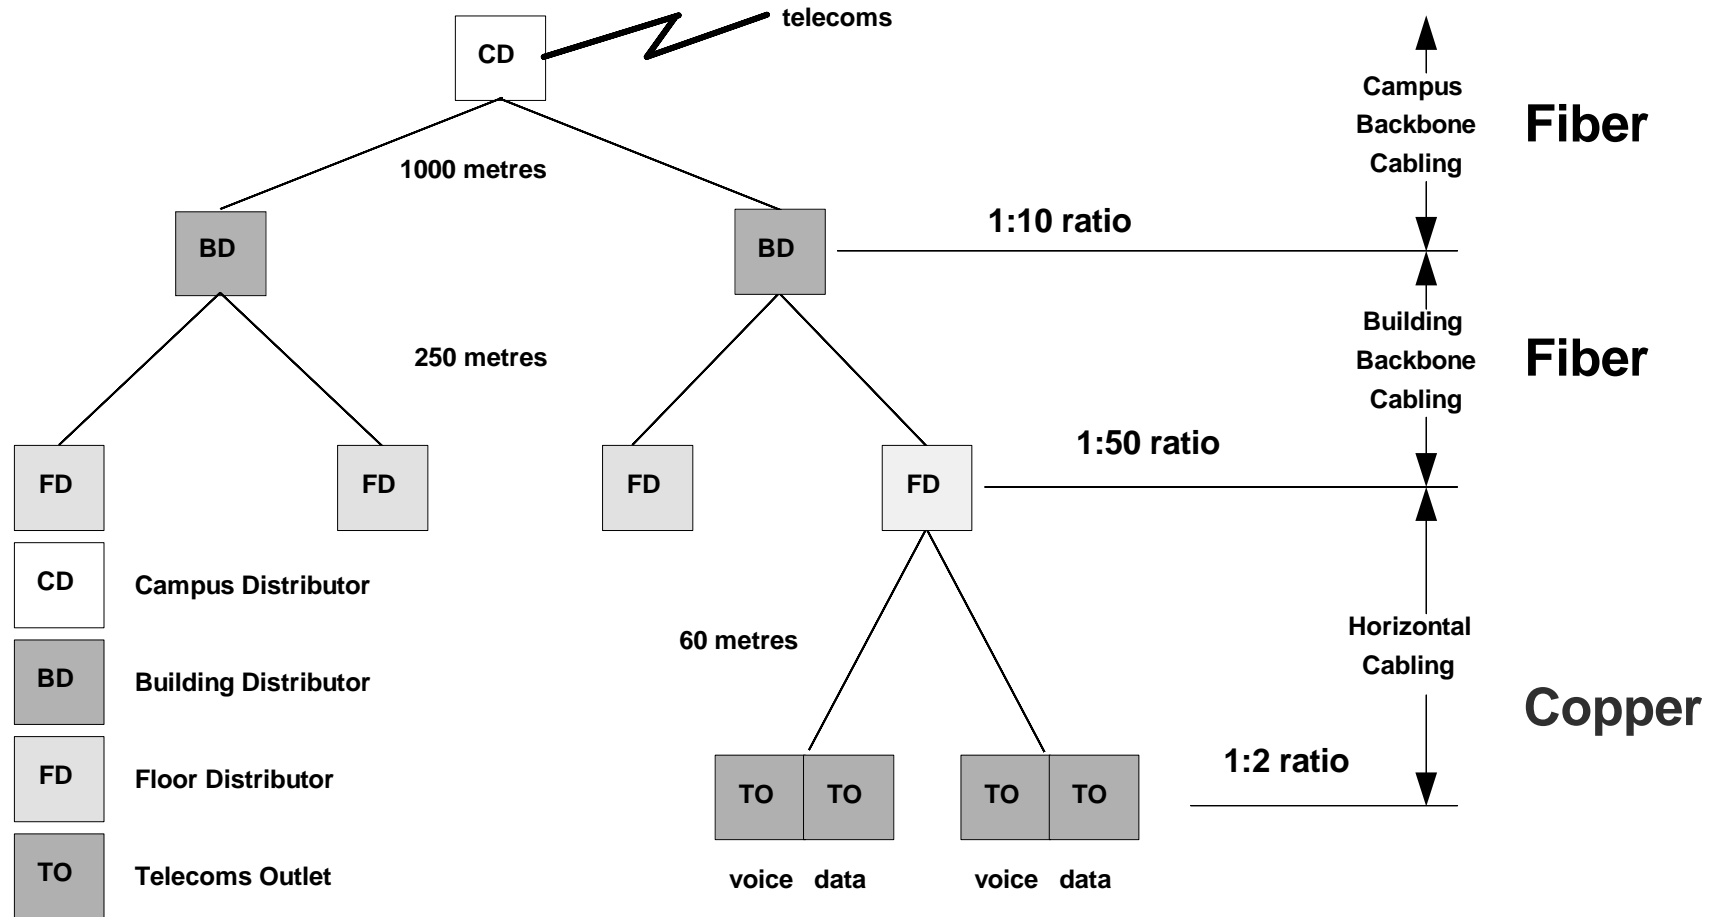 telecoms
CD
Campus
Backbone
Cabling
Fiber
1000 metres
BD
BD
1:10 ratio
250 metres
Building
Backbone
Cabling
Fiber
1:50 ratio
FD
FD
FD
FD
CD
Campus Distributor
60 metres
Horizontal
Cabling
BD
Building Distributor
Copper
FD
Floor Distributor
1:2 ratio
TO
TO
TO
TO
TO
Telecoms Outlet
voice
data
voice
data